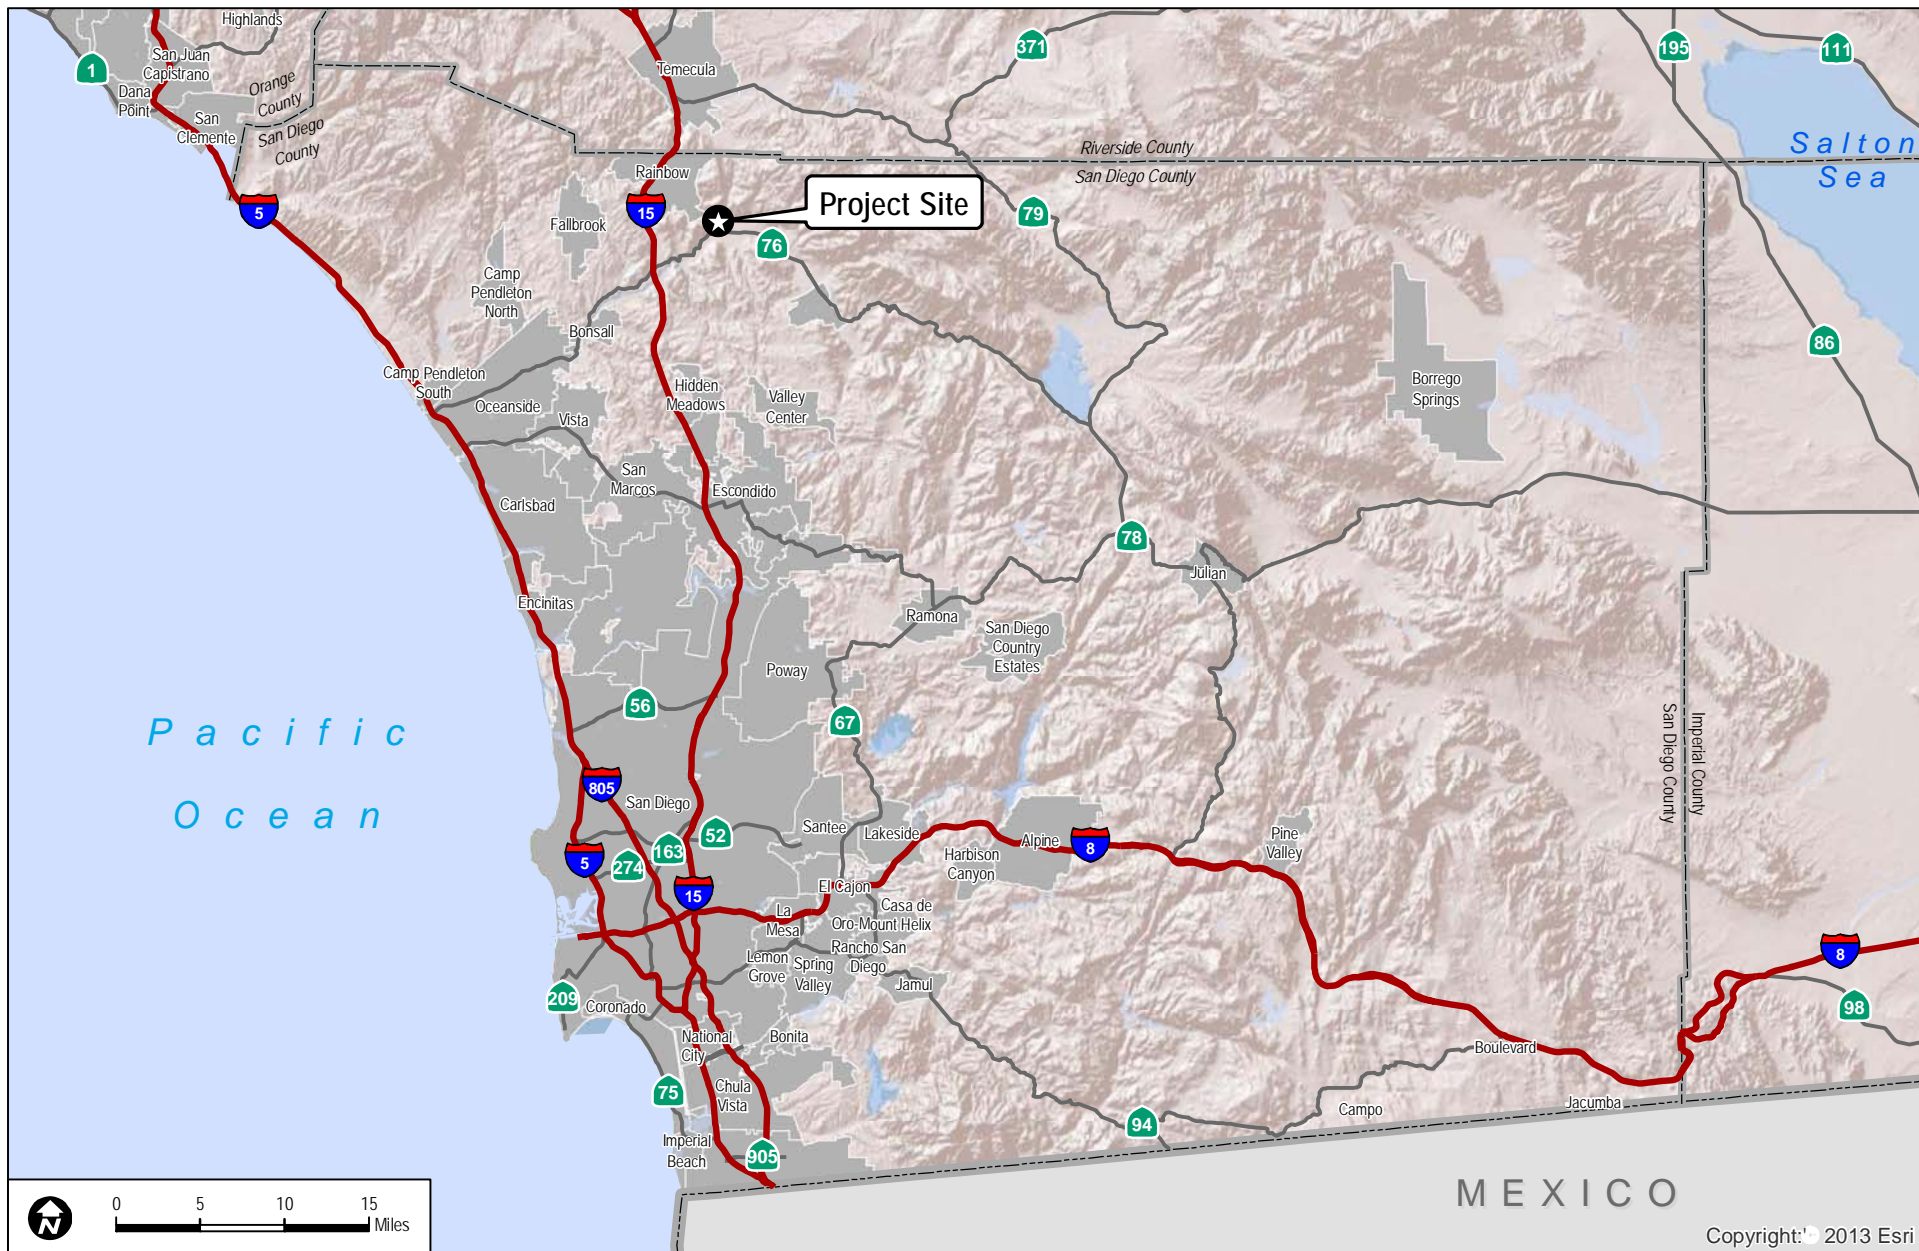 Highlands
1
San Juan
Capistrano
Dana
Point
San
Clemente
Orange
County
San Diego
County
Temecula
371
195
111
Salton
Sea
Riverside County
San Diego County
Rainbow
5
15
Project Site
Fallbrook
76
79
Camp
Pendleton
North
Bonsall
86
Camp Pendleton
South
Oceanside
Vista
Hidden
Meadows
Valley
Center
Borrego
Springs
San
Marcos
Escondido
Carlsbad
78
Julian
Encinitas
Ramona
San Diego
Country
Estates
Poway
56
67
Pacific
Ocean
San Diego County
Imperial County
805
San Diego
52
163
274
5
15
Santee
Lakeside
Alpine
8
Harbison
Canyon
Pine
Valley
El Cajon
La
Mesa
Casa de
Oro-Mount Helix
Rancho San
Diego
Lemon
Grove
Spring
Valley
Jamul
8
98
209
Coronado
National
City
Bonita
Boulevard
75
Chula
Vista
94
Campo
Jacumba
Imperial
Beach
905
MEXICO
N
0 5 10 15
Miles
Copyright: © 2013 Esri